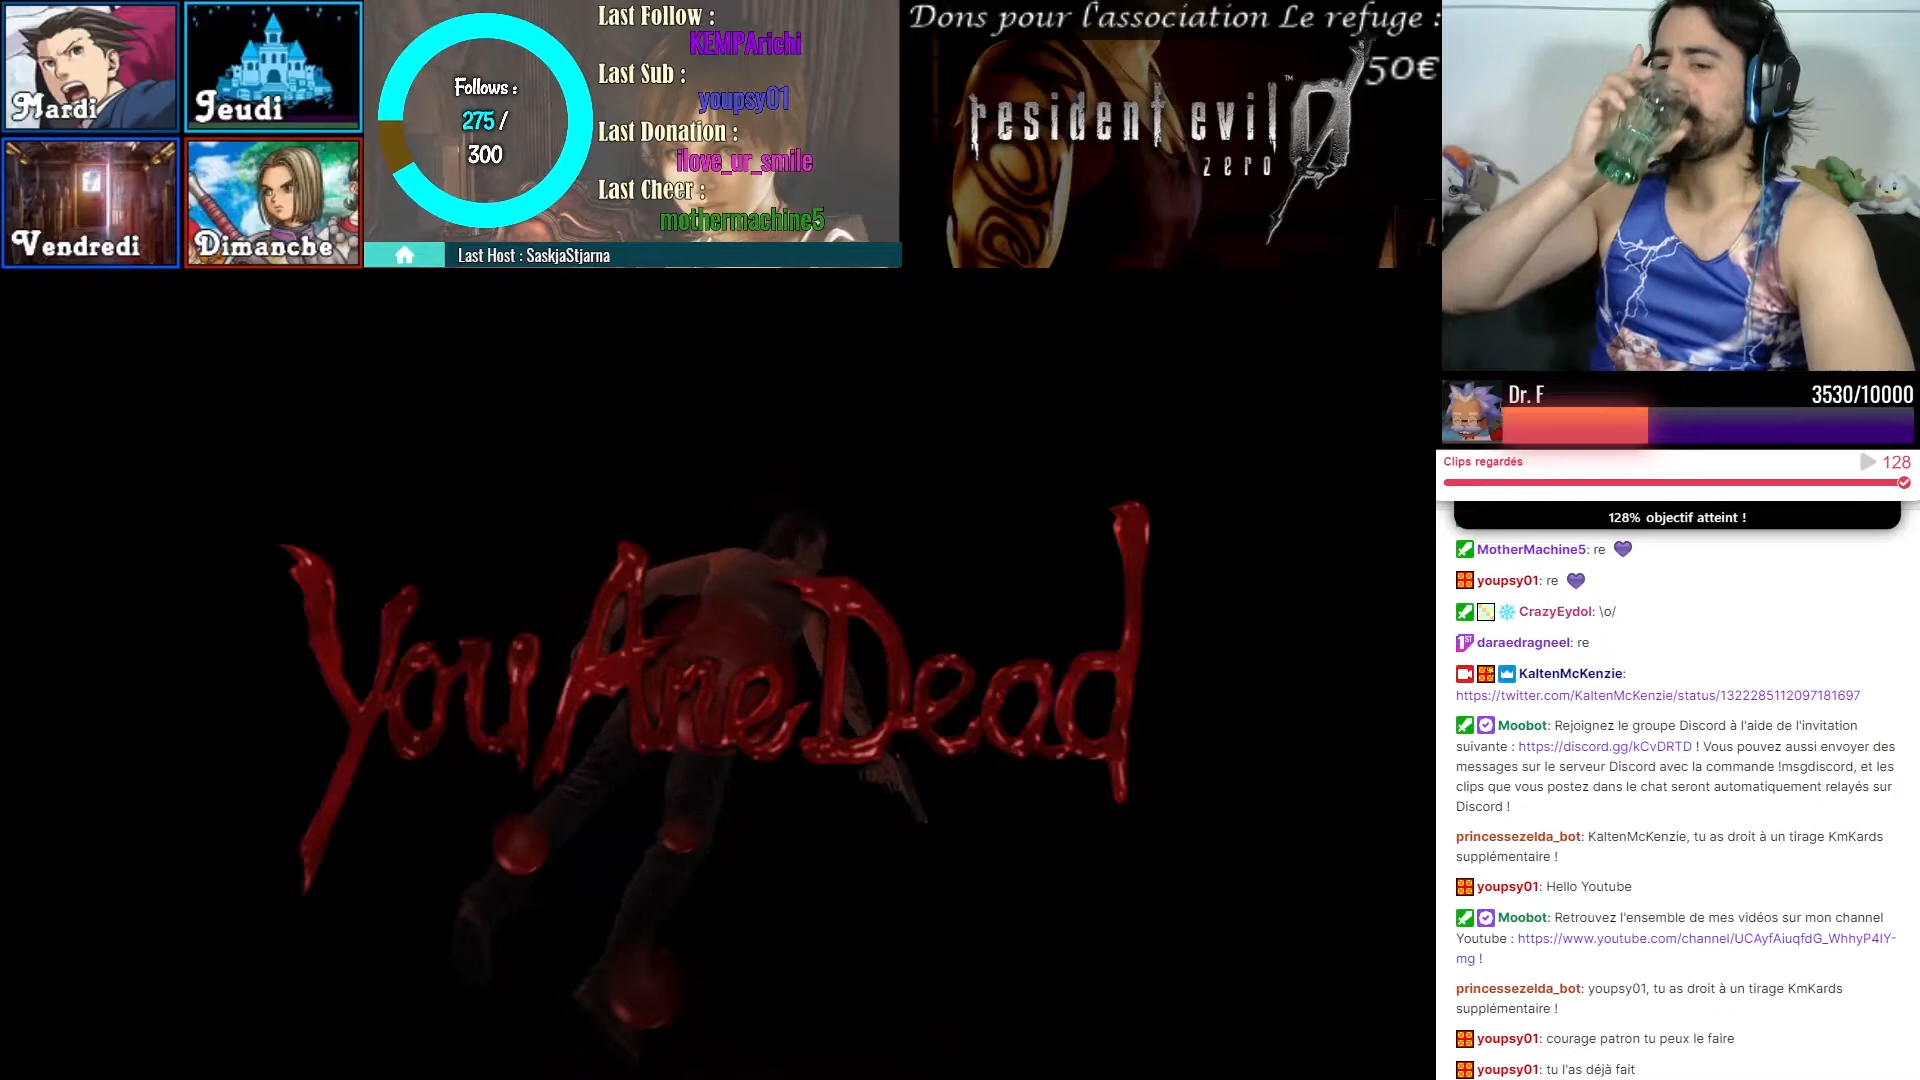 Mardi
Jeudi
Vendredi
Dimanche
Follows :
275 /
300
Last Follow :
KEMPArichi
Last Sub :
youpsy01
Last Donation :
ilove_ur_smile
Last Cheer :
mothermachine5
Last Host : SaskjaStjarna
Dons pour l'association Le refuge :
50€
resident evil 0™
zero
You Are Dead
Dr. F
3530/10000
Clips regardés
128
128% objectif atteint !
MotherMachine5: re
youpsy01: re
CrazyEydol: \o/
1ST
daraedragneel: re
KaltenMcKenzie:
https://twitter.com/KaltenMcKenzie/status/1322285112097181697
Moobot: Rejoignez le groupe Discord à l'aide de l'invitation
suivante : https://discord.gg/kCvDRTD ! Vous pouvez aussi envoyer des
messages sur le serveur Discord avec la commande !msgdiscord, et les
clips que vous postez dans le chat seront automatiquement relayés sur
Discord !
princessezelda_bot: KaltenMcKenzie, tu as droit à un tirage KmKards
supplémentaire !
youpsy01: Hello Youtube
Moobot: Retrouvez l'ensemble de mes vidéos sur mon channel
Youtube : https://www.youtube.com/channel/UCAyfAiuqfdG_WhhyP4IY-
mg !
princessezelda_bot: youpsy01, tu as droit à un tirage KmKards
supplémentaire !
youpsy01: courage patron tu peux le faire
youpsy01: tu l'as déjà fait